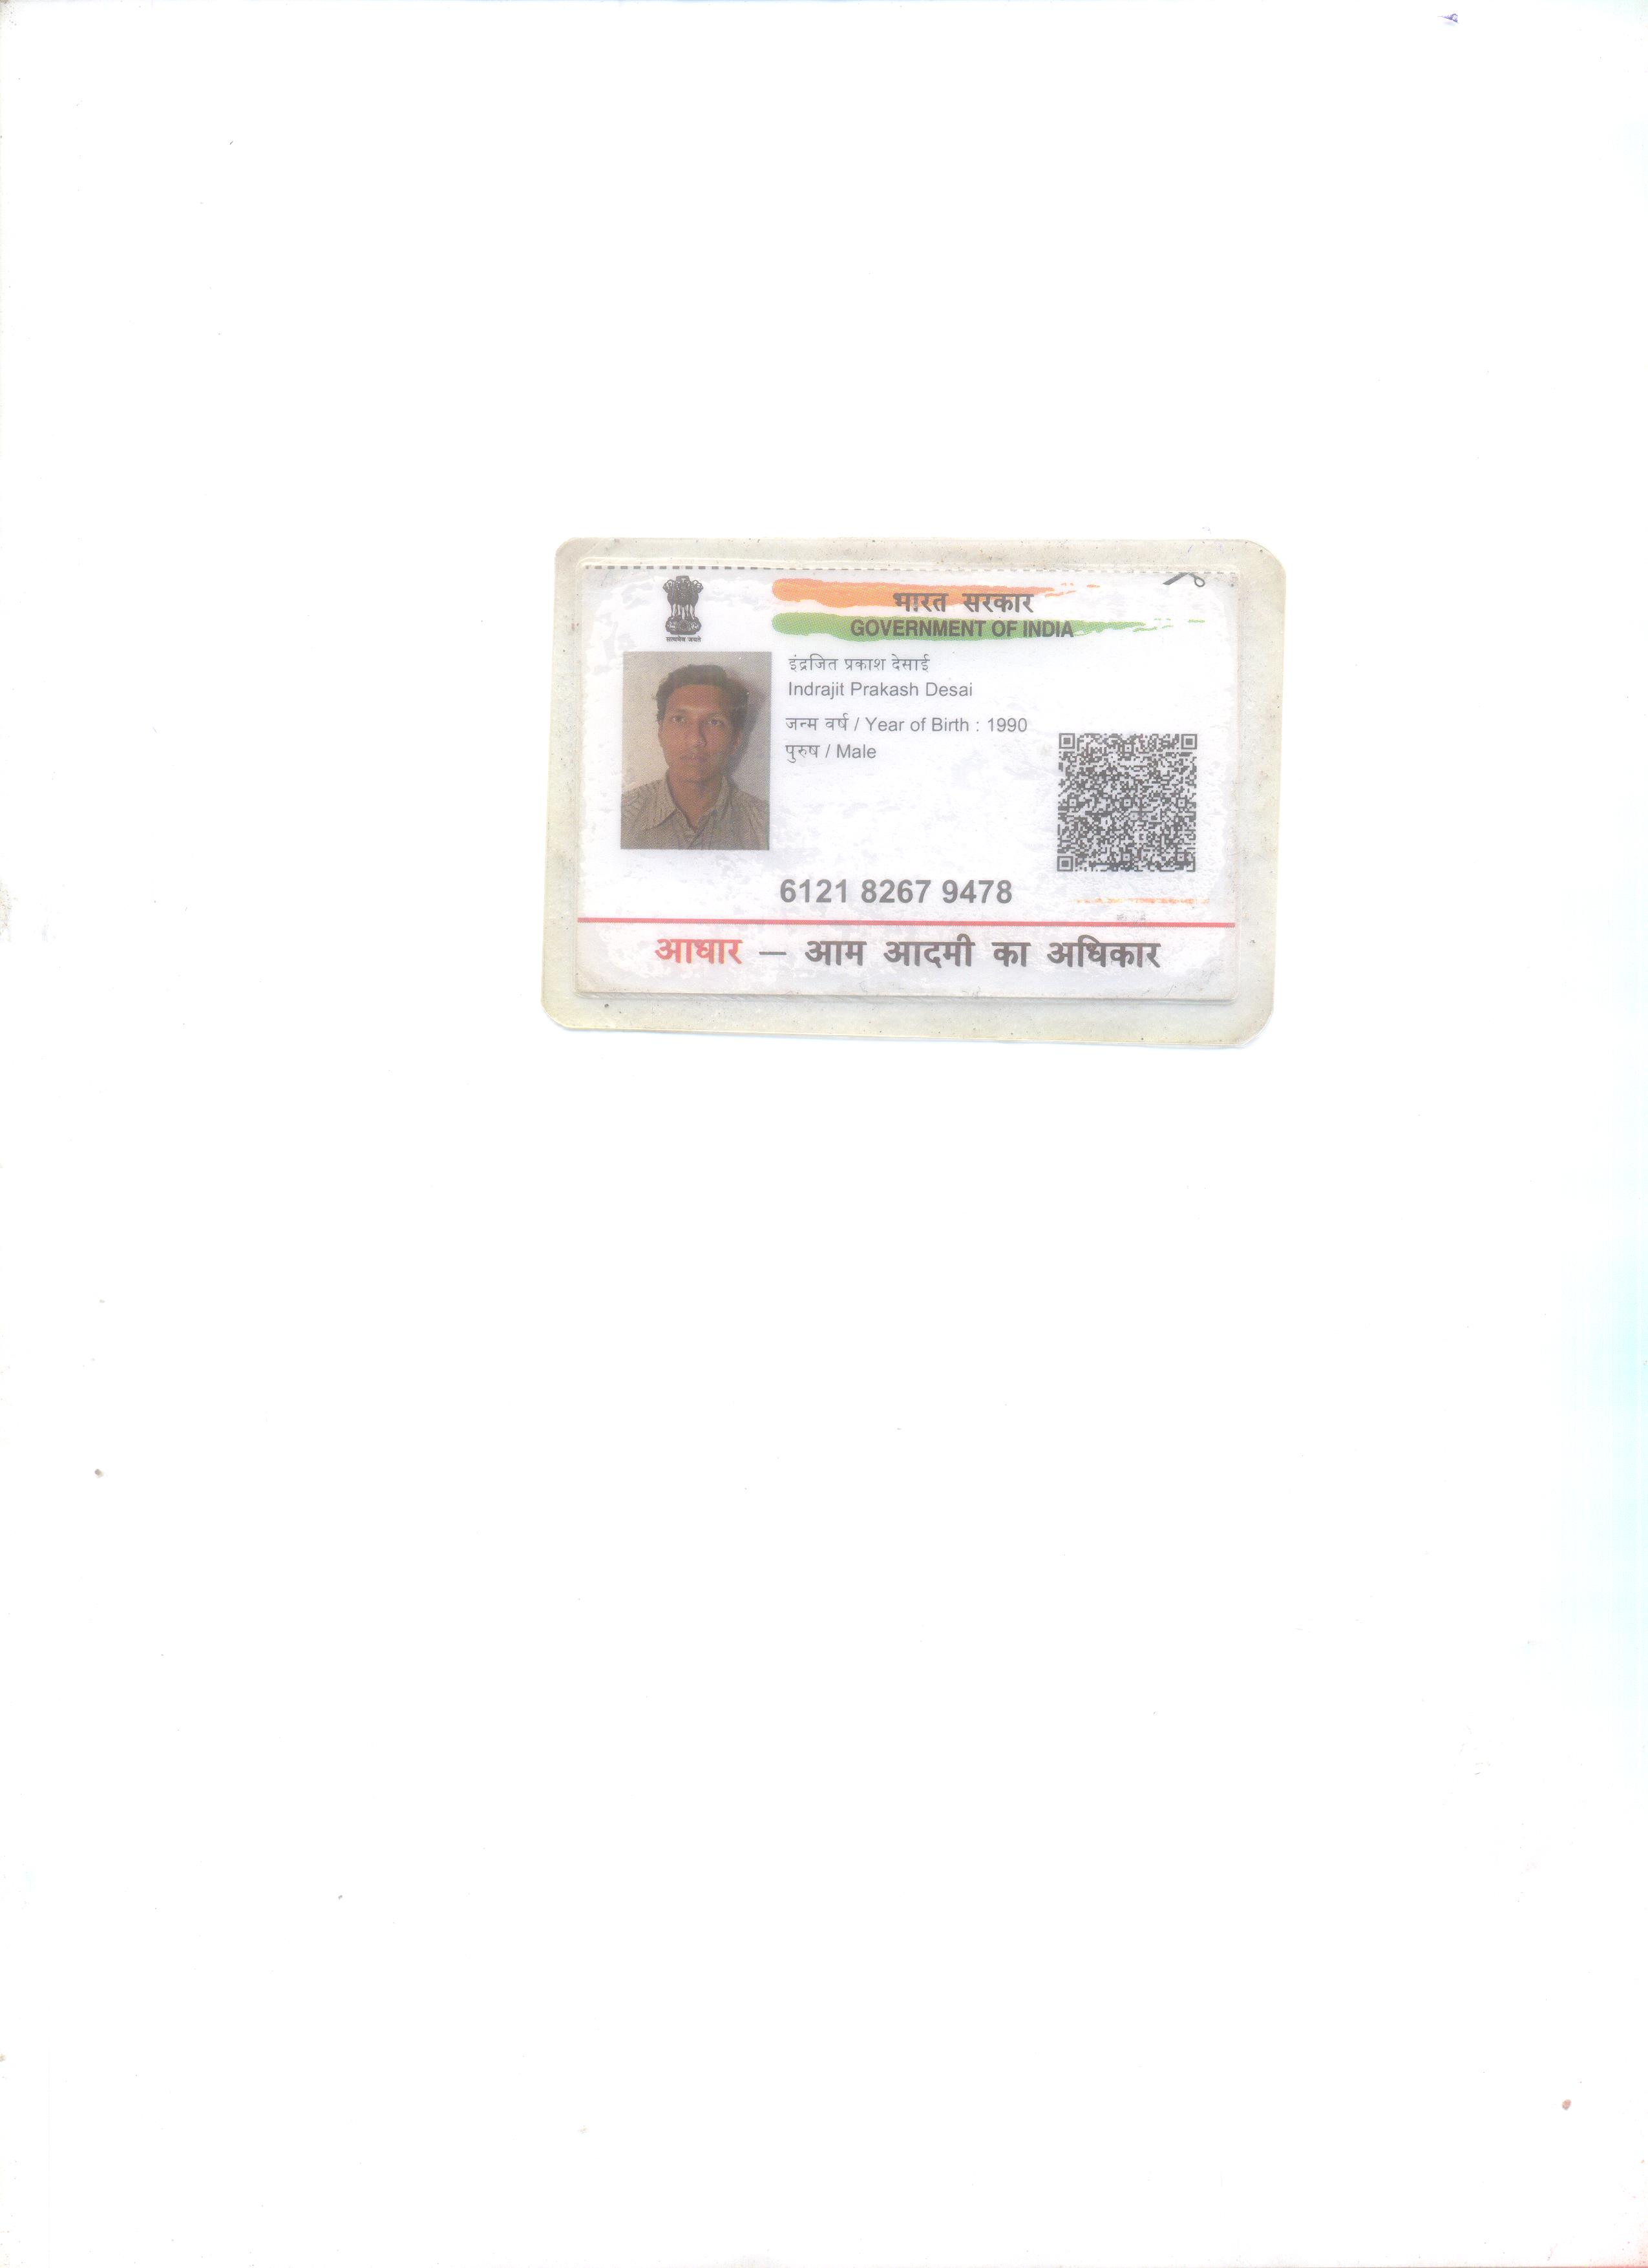 सत्यमेव जयते
भारत सरकार
GOVERNMENT OF INDIA
इंद्रजित प्रकाश देसाई
Indrajit Prakash Desai
जन्म वर्ष / Year of Birth : 1990
पुरुष / Male
6121 8267 9478
आधार — आम आदमी का अधिकार